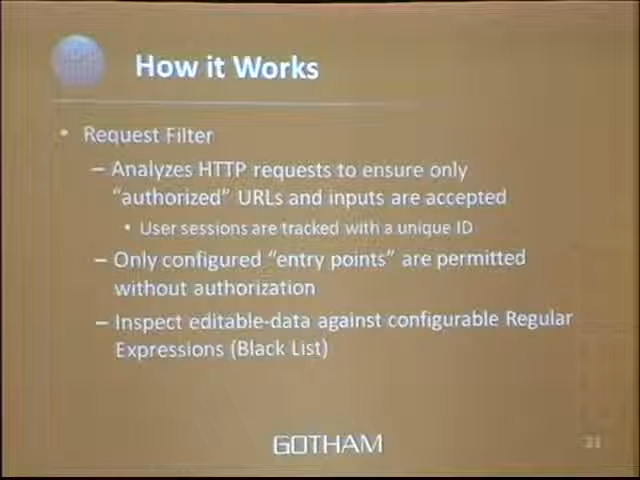 How it Works
• Request Filter
– Analyzes HTTP requests to ensure only
"authorized" URLs and inputs are accepted
• User sessions are tracked with a unique ID
– Only configured "entry points" are permitted
without authorization
– Inspect editable-data against configurable Regular
Expressions (Black List)
GOTHAM
31